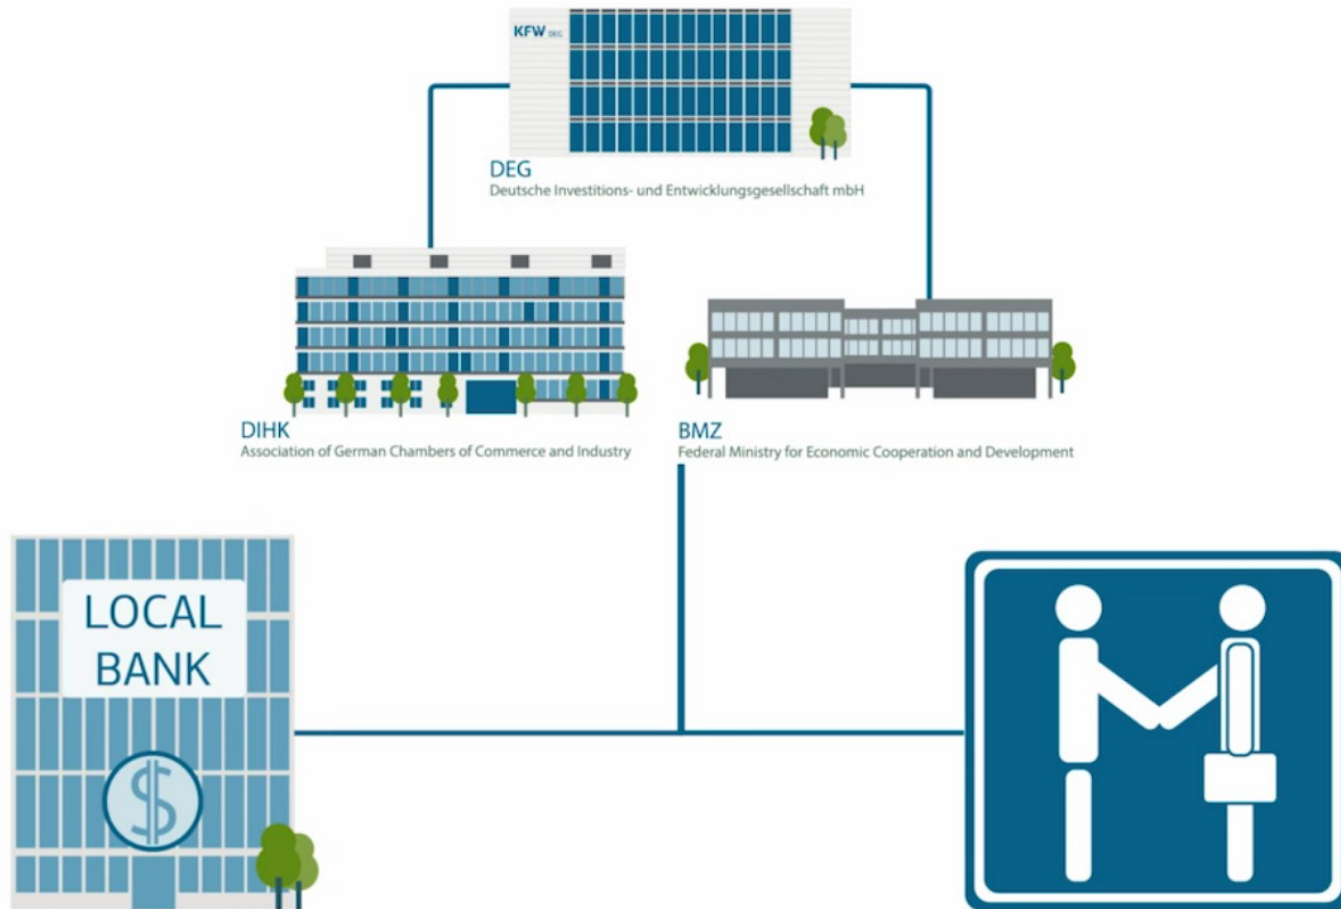 KFW DEG
DEG
Deutsche Investitions- und Entwicklungsgesellschaft mbH
DIHK
Association of German Chambers of Commerce and Industry
BMZ
Federal Ministry for Economic Cooperation and Development
LOCAL
BANK
$